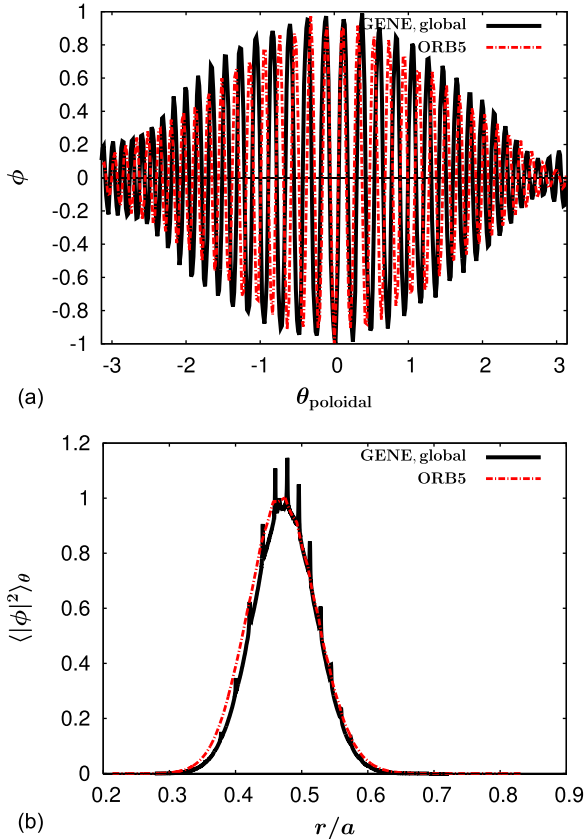 GENE, global
ORB5
1
0.8
0.6
0.4
0.2
0
-0.2
-0.4
-0.6
-0.8
-1
ϕ
-3 -2 -1 0 1 2 3
θpoloidal
(a)
GENE, global
ORB5
1.2
1
0.8
0.6
0.4
0.2
0
⟨|ϕ|²⟩θ
0.2 0.3 0.4 0.5 0.6 0.7 0.8 0.9
r/a
(b)